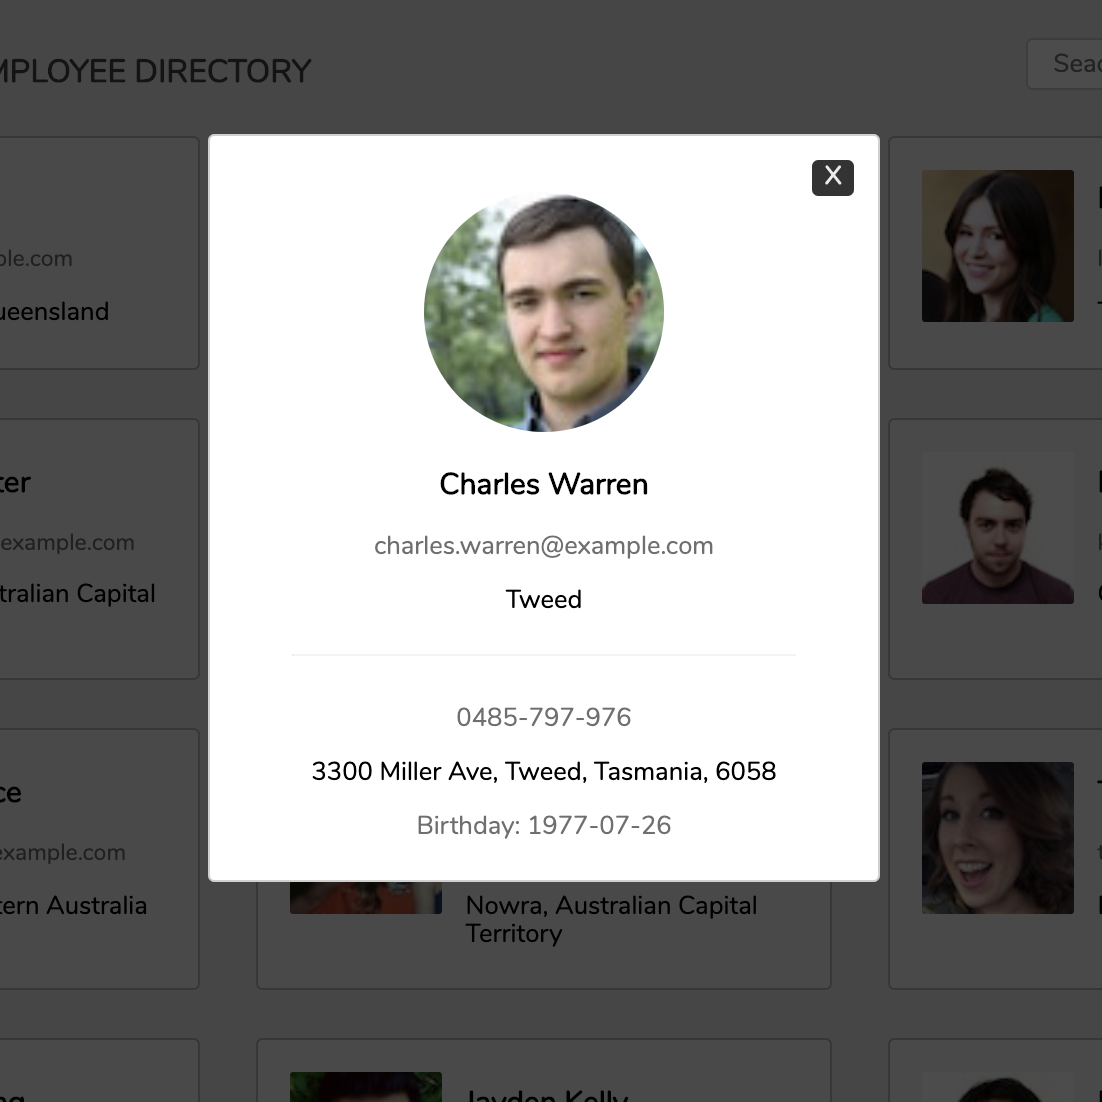 MPLOYEE DIRECTORY
Seac
X
ple.com
ueensland
Charles Warren
charles.warren@example.com
Tweed
0485-797-976
3300 Miller Ave, Tweed, Tasmania, 6058
Birthday: 1977-07-26
ter
example.com
tralian Capital
ce
example.com
tern Australia
Nowra, Australian Capital
Territory
Jayden Kelly